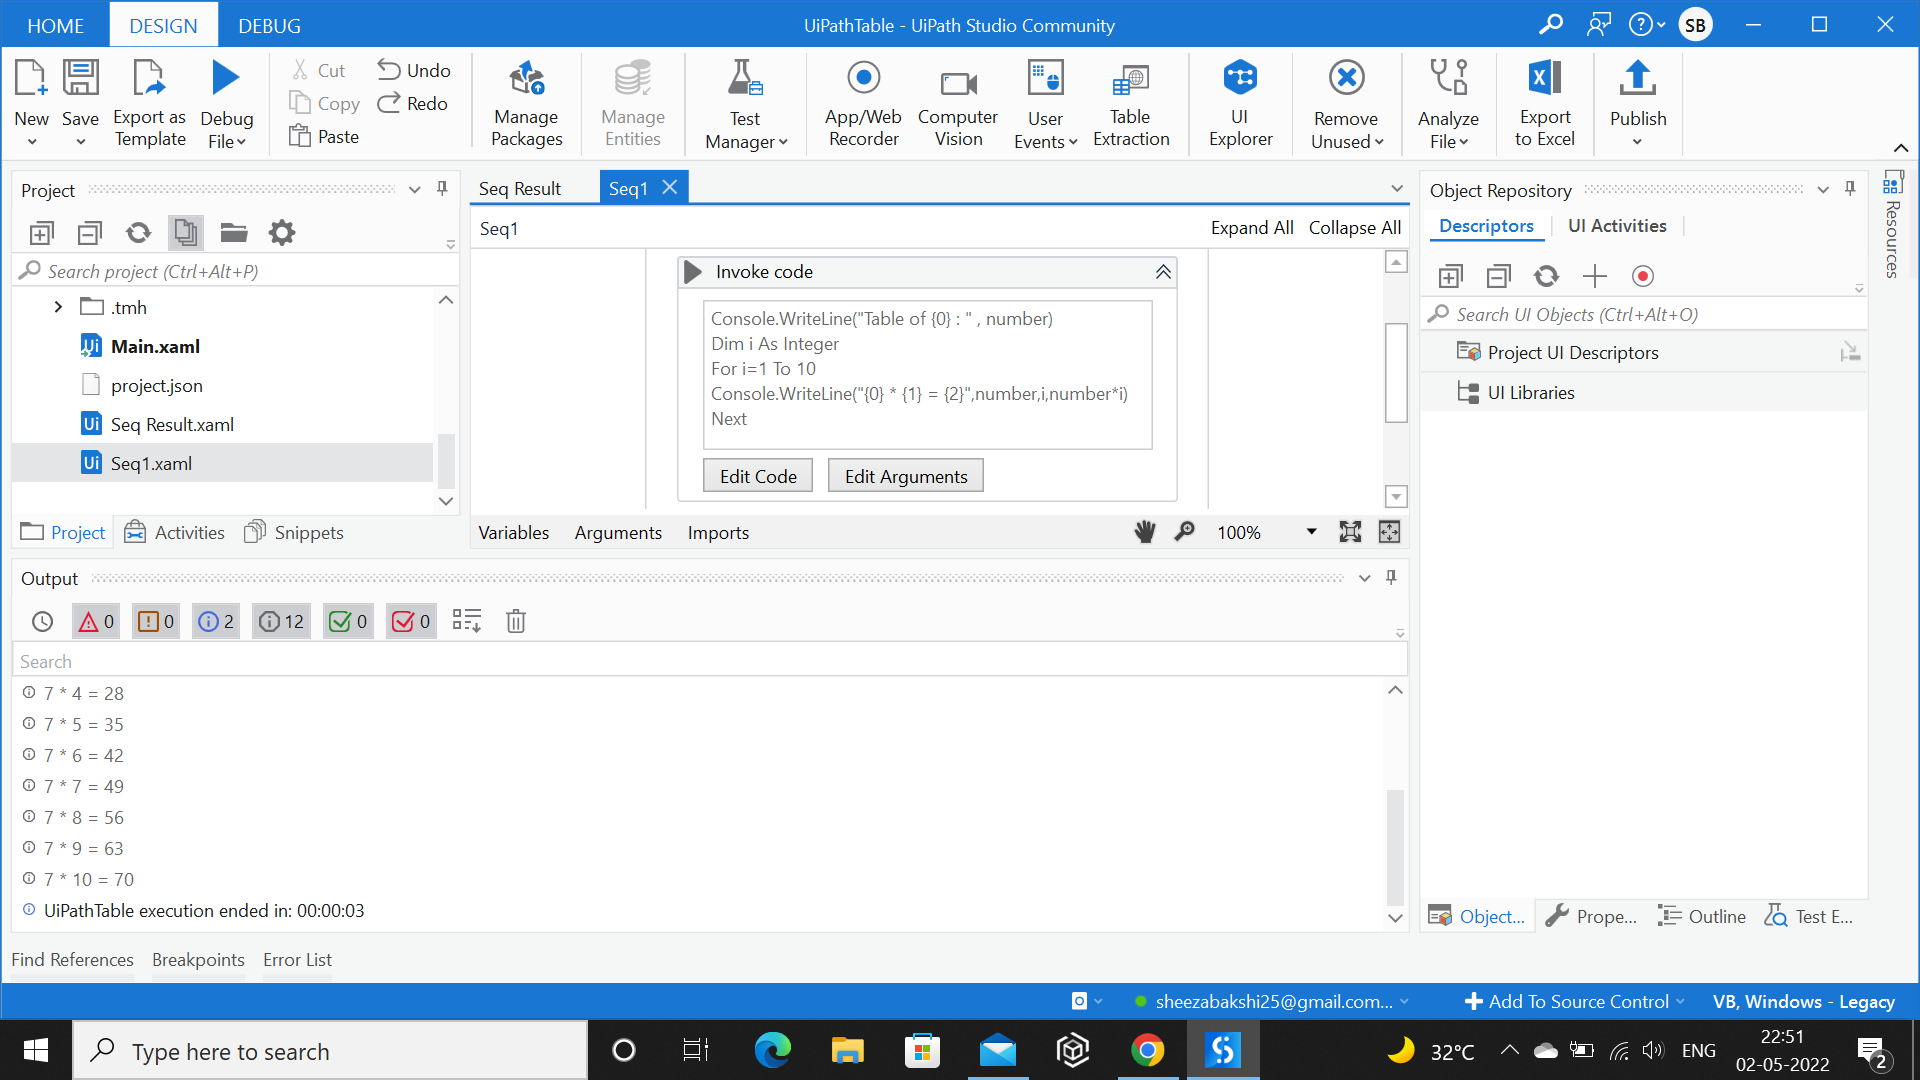 HOME DESIGN DEBUG
UiPathTable - UiPath Studio Community
SB
New
Save
Export as
Template
Debug
File
Cut
Copy
Paste
Undo
Redo
Manage
Packages
Manage
Entities
Test
Manager
App/Web
Recorder
Computer
Vision
User
Events
Table
Extraction
UI
Explorer
Remove
Unused
Analyze
File
Export
to Excel
Publish
Project
Search project (Ctrl+Alt+P)
.tmh
Main.xaml
project.json
Seq Result.xaml
Seq1.xaml
Project Activities Snippets
Seq Result Seq1
Seq1 Expand All Collapse All
Invoke code
Console.WriteLine("Table of {0} : " , number)
Dim i As Integer
For i=1 To 10
Console.WriteLine("{0} * {1} = {2}",number,i,number*i)
Next
Edit Code Edit Arguments
Variables Arguments Imports 100%
Object Repository
Descriptors UI Activities
Search UI Objects (Ctrl+Alt+O)
Project UI Descriptors
UI Libraries
Object... Prope... Outline Test E...
Resources
Output
0 0 2 12 0 0
Search
7 * 4 = 28
7 * 5 = 35
7 * 6 = 42
7 * 7 = 49
7 * 8 = 56
7 * 9 = 63
7 * 10 = 70
UiPathTable execution ended in: 00:00:03
Find References Breakpoints Error List
sheezabakshi25@gmail.com... Add To Source Control VB, Windows - Legacy
Type here to search
32°C ENG
22:51
02-05-2022
2